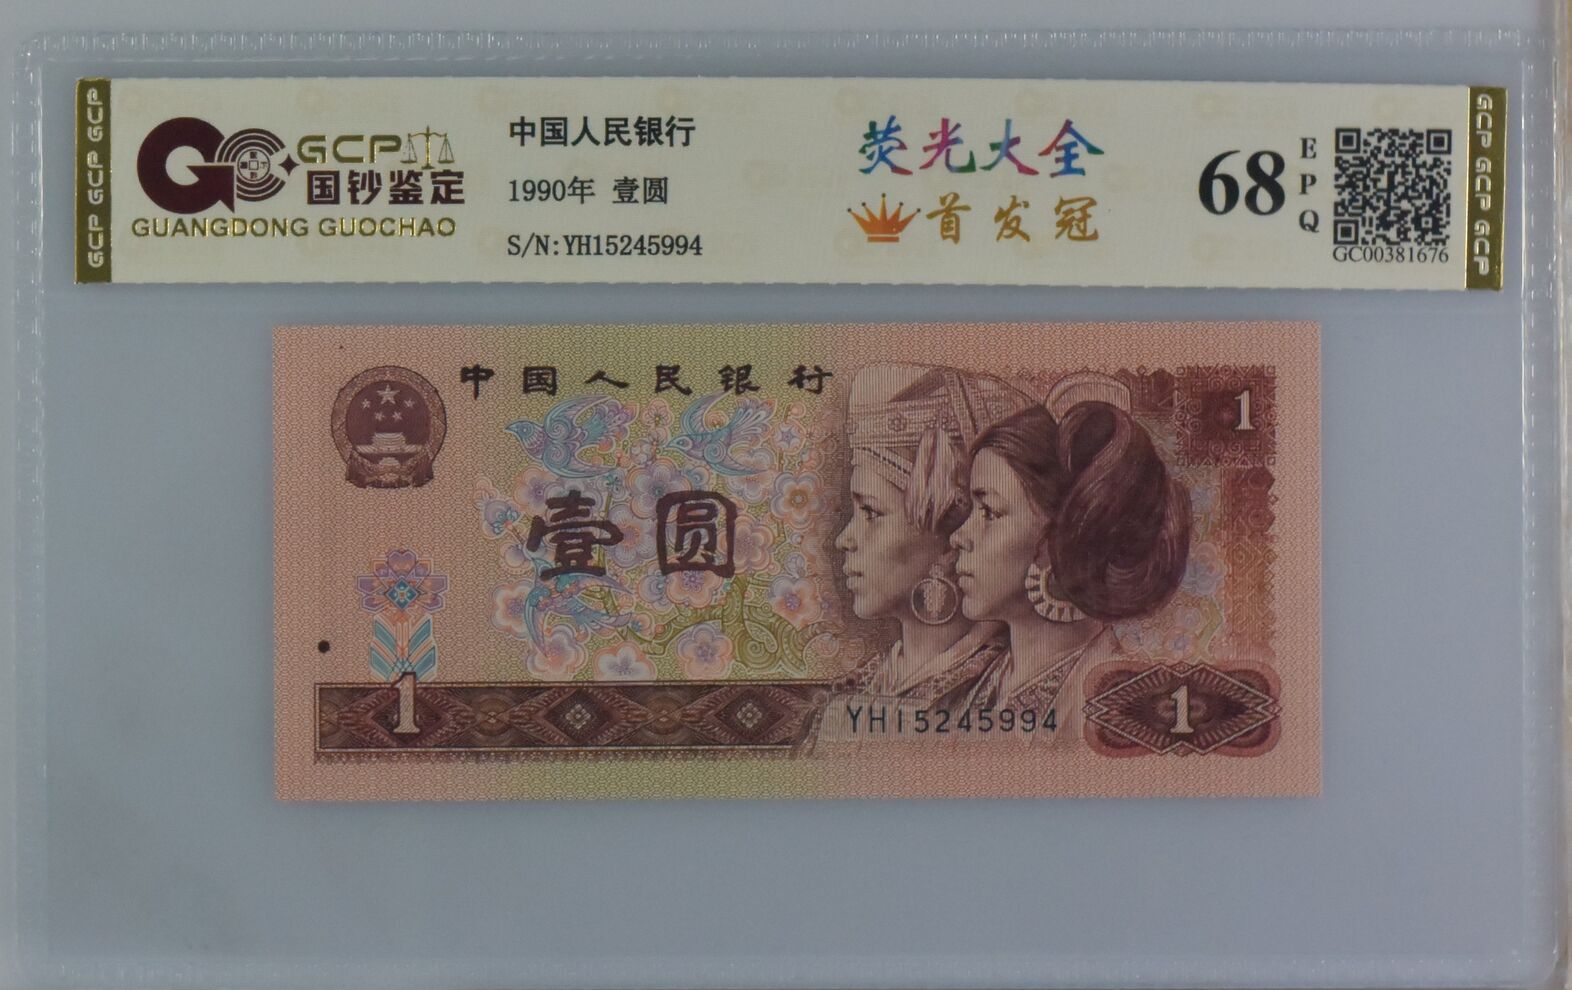 GCP GCP GCP
GCP
国钞鉴定
GUANGDONG GUOCHAO
中国人民银行
1990年 壹圆
S/N:YH15245994
荧光大全
首发冠
68
EPQ
GC00381676
GCP GCP GCP
中国人民银行
1
壹圆
YH15245994
1
1